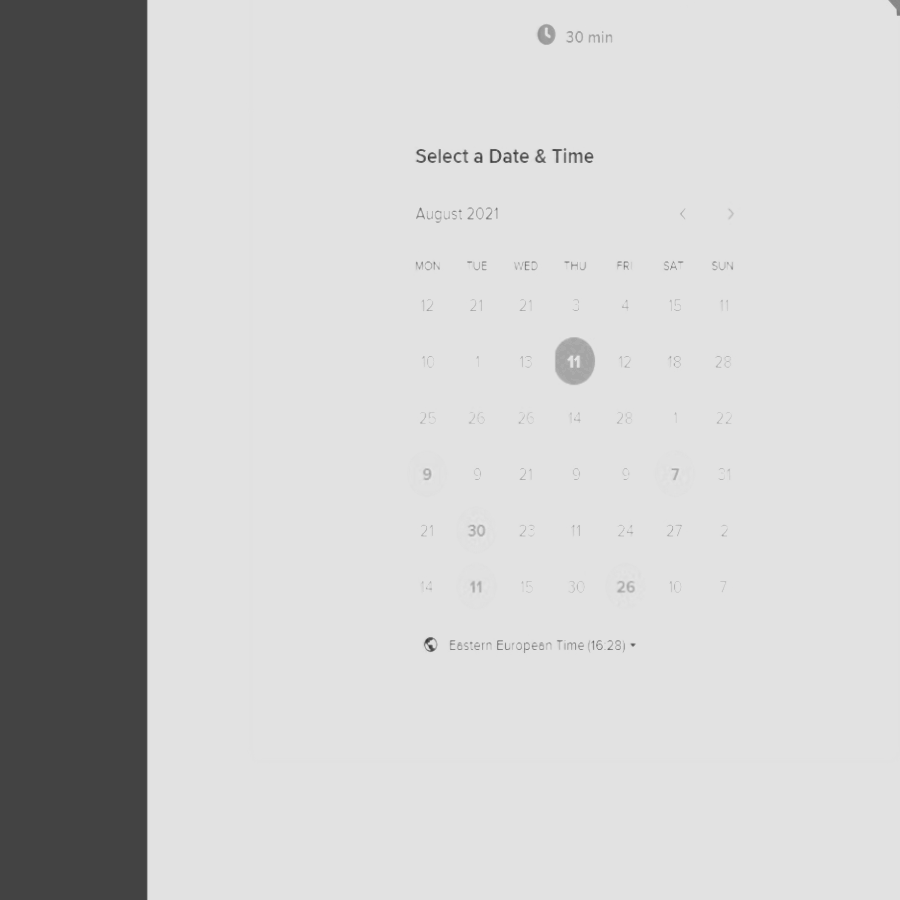 30 min
Select a Date & Time
August 2021
MON TUE WED THU FRI SAT SUN
12 21 21 3 4 15 11
10 1 13 11 12 18 28
25 26 26 14 28 1 22
9 9 21 9 9 7 31
21 30 23 11 24 27 2
14 11 15 30 26 10 7
Eastern European Time (16:28)